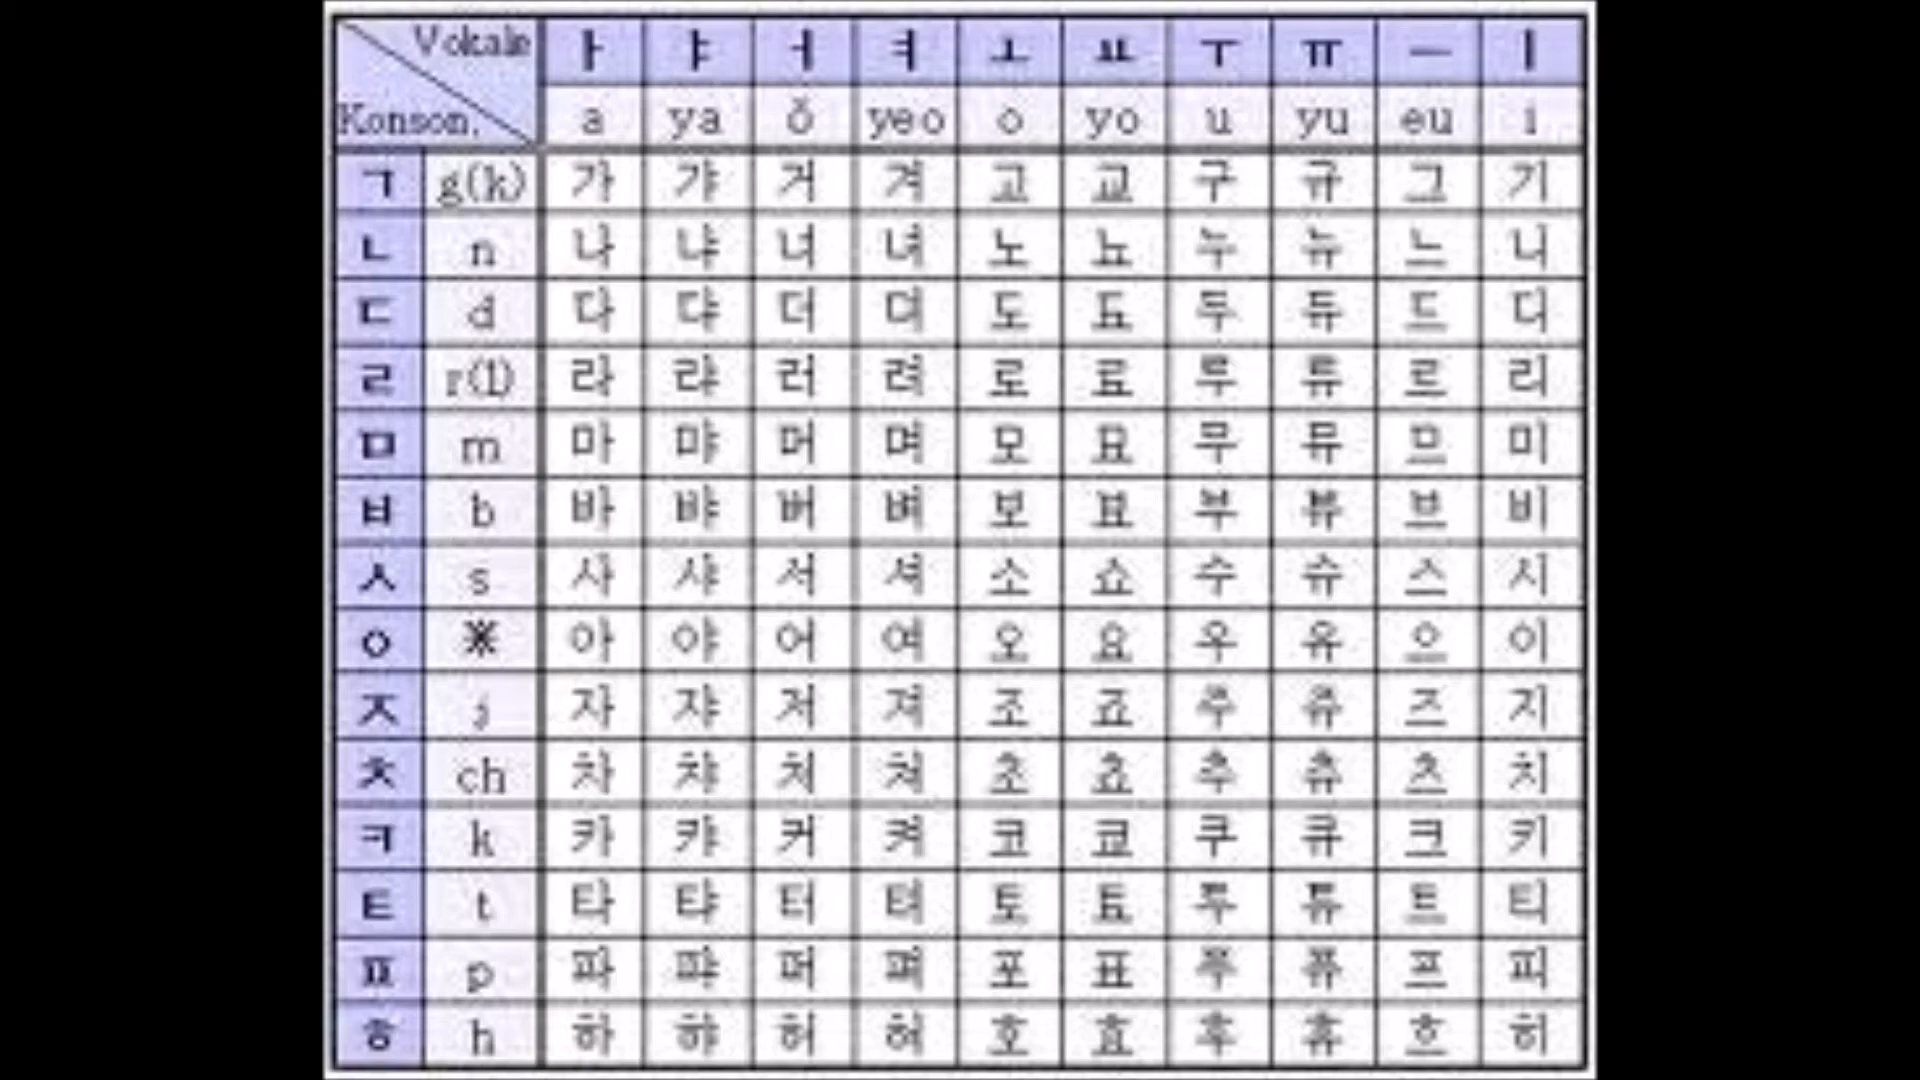 Vokale ㅏ ㅑ ㅓ ㅕ ㅗ ㅛ ㅜ ㅠ ㅡ ㅣ
Konson. a ya ŏ yeo o yo u yu eu i
ㄱ g(k) 가 갸 거 겨 고 교 구 규 그 기
ㄴ n 나 냐 너 녀 노 뇨 누 뉴 느 니
ㄷ d 다 댜 더 뎌 도 됴 두 듀 드 디
ㄹ r(l) 라 랴 러 려 로 료 루 류 르 리
ㅁ m 마 먀 머 며 모 묘 무 뮤 므 미
ㅂ b 바 뱌 버 벼 보 뵤 부 뷰 브 비
ㅅ s 사 샤 서 셔 소 쇼 수 슈 스 시
ㅇ ※ 아 야 어 여 오 요 우 유 으 이
ㅈ j 자 쟈 저 져 조 죠 주 쥬 즈 지
ㅊ ch 차 챠 처 쳐 초 쵸 추 츄 츠 치
ㅋ k 카 캬 커 켜 코 쿄 쿠 큐 크 키
ㅌ t 타 탸 터 텨 토 툐 투 튜 트 티
ㅍ p 파 퍄 퍼 펴 포 표 푸 퓨 프 피
ㅎ h 하 햐 허 혀 호 효 후 휴 흐 히